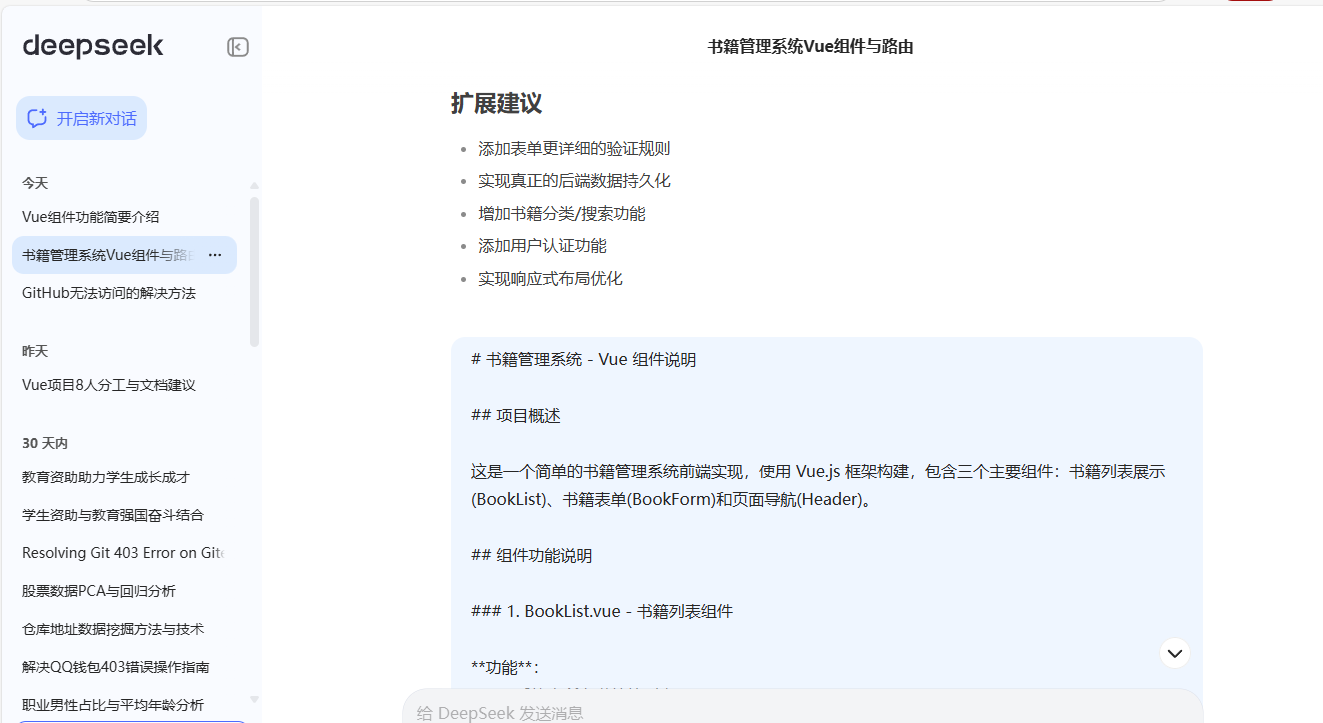 deepseek
开启新对话
今天
Vue组件功能简要介绍
书籍管理系统Vue组件与路
GitHub无法访问的解决方法
昨天
Vue项目8人分工与文档建议
30 天内
教育资助助力学生成长成才
学生资助与教育强国奋斗结合
Resolving Git 403 Error on Gite
股票数据PCA与回归分析
仓库地址数据挖掘方法与技术
解决QQ钱包403错误操作指南
职业男性占比与平均年龄分析
书籍管理系统Vue组件与路由
扩展建议
• 添加表单更详细的验证规则
• 实现真正的后端数据持久化
• 增加书籍分类/搜索功能
• 添加用户认证功能
• 实现响应式布局优化
# 书籍管理系统 - Vue 组件说明
## 项目概述
这是一个简单的书籍管理系统前端实现，使用 Vue.js 框架构建，包含三个主要组件：书籍列表展示
(BookList)、书籍表单(BookForm)和页面导航(Header)。
## 组件功能说明
### 1. BookList.vue - 书籍列表组件
**功能**：
给 DeepSeek 发送消息